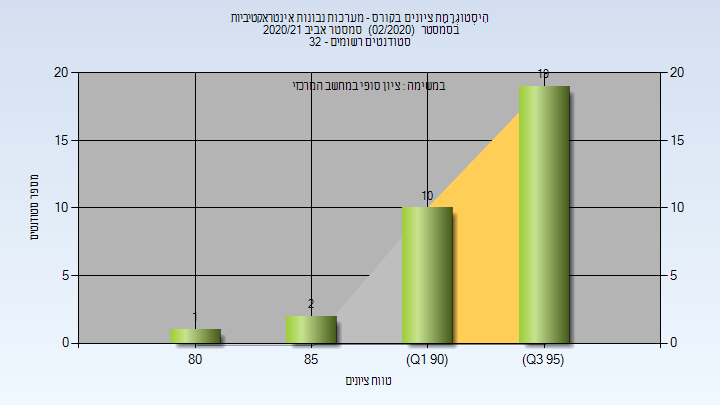 היסטוגרמת ציונים בקורס - מערכות נבונות אינטראקטיביות
בסמסטר (02/2020) סמסטר אביב 2020/21
סטודנטים רשומים - 32
במשימה : ציון סופי במחשב המרכזי
20 20
15 15
10 10
5 5
0 0
1
2
10
19
80 85 (Q1 90) (Q3 95)
מספר סטודנטים
טווח ציונים